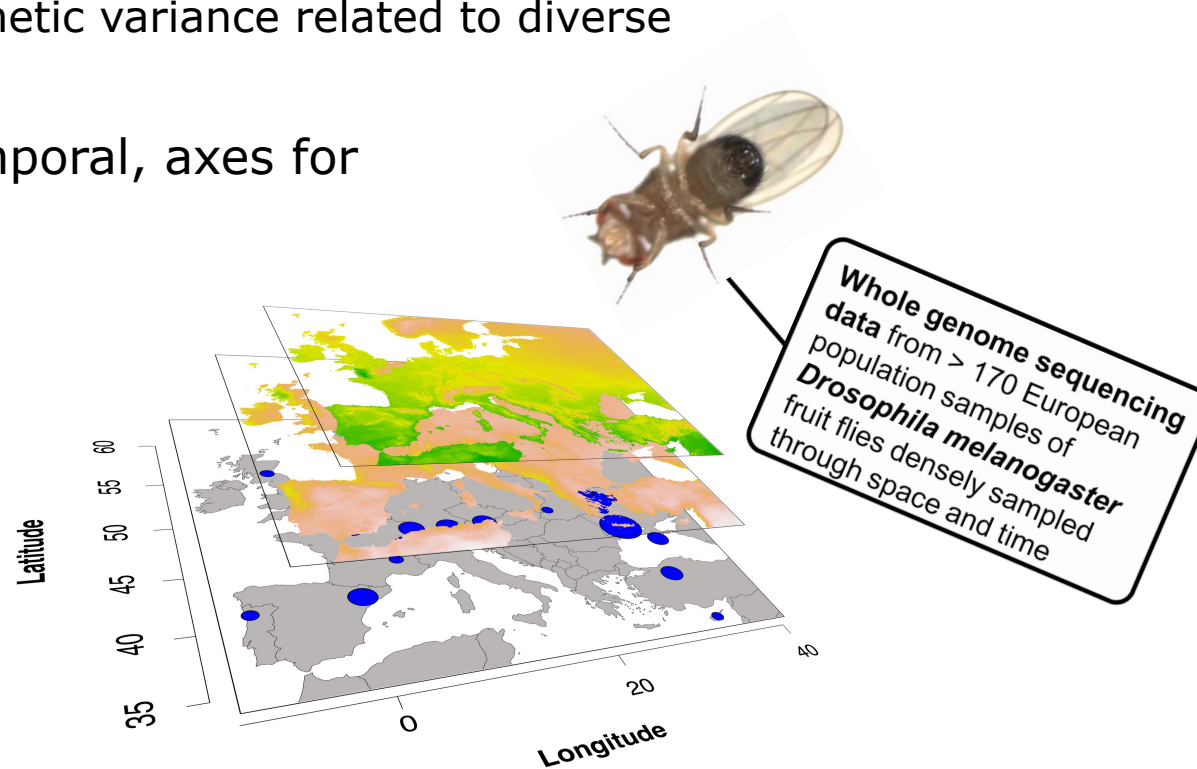 netic variance related to diverse
nporal, axes for
Whole genome sequencing
data from > 170 European
population samples of
Drosophila melanogaster
fruit flies densely sampled
through space and time
60
55
50
45
40
35
Latitude
0
20
40
Longitude